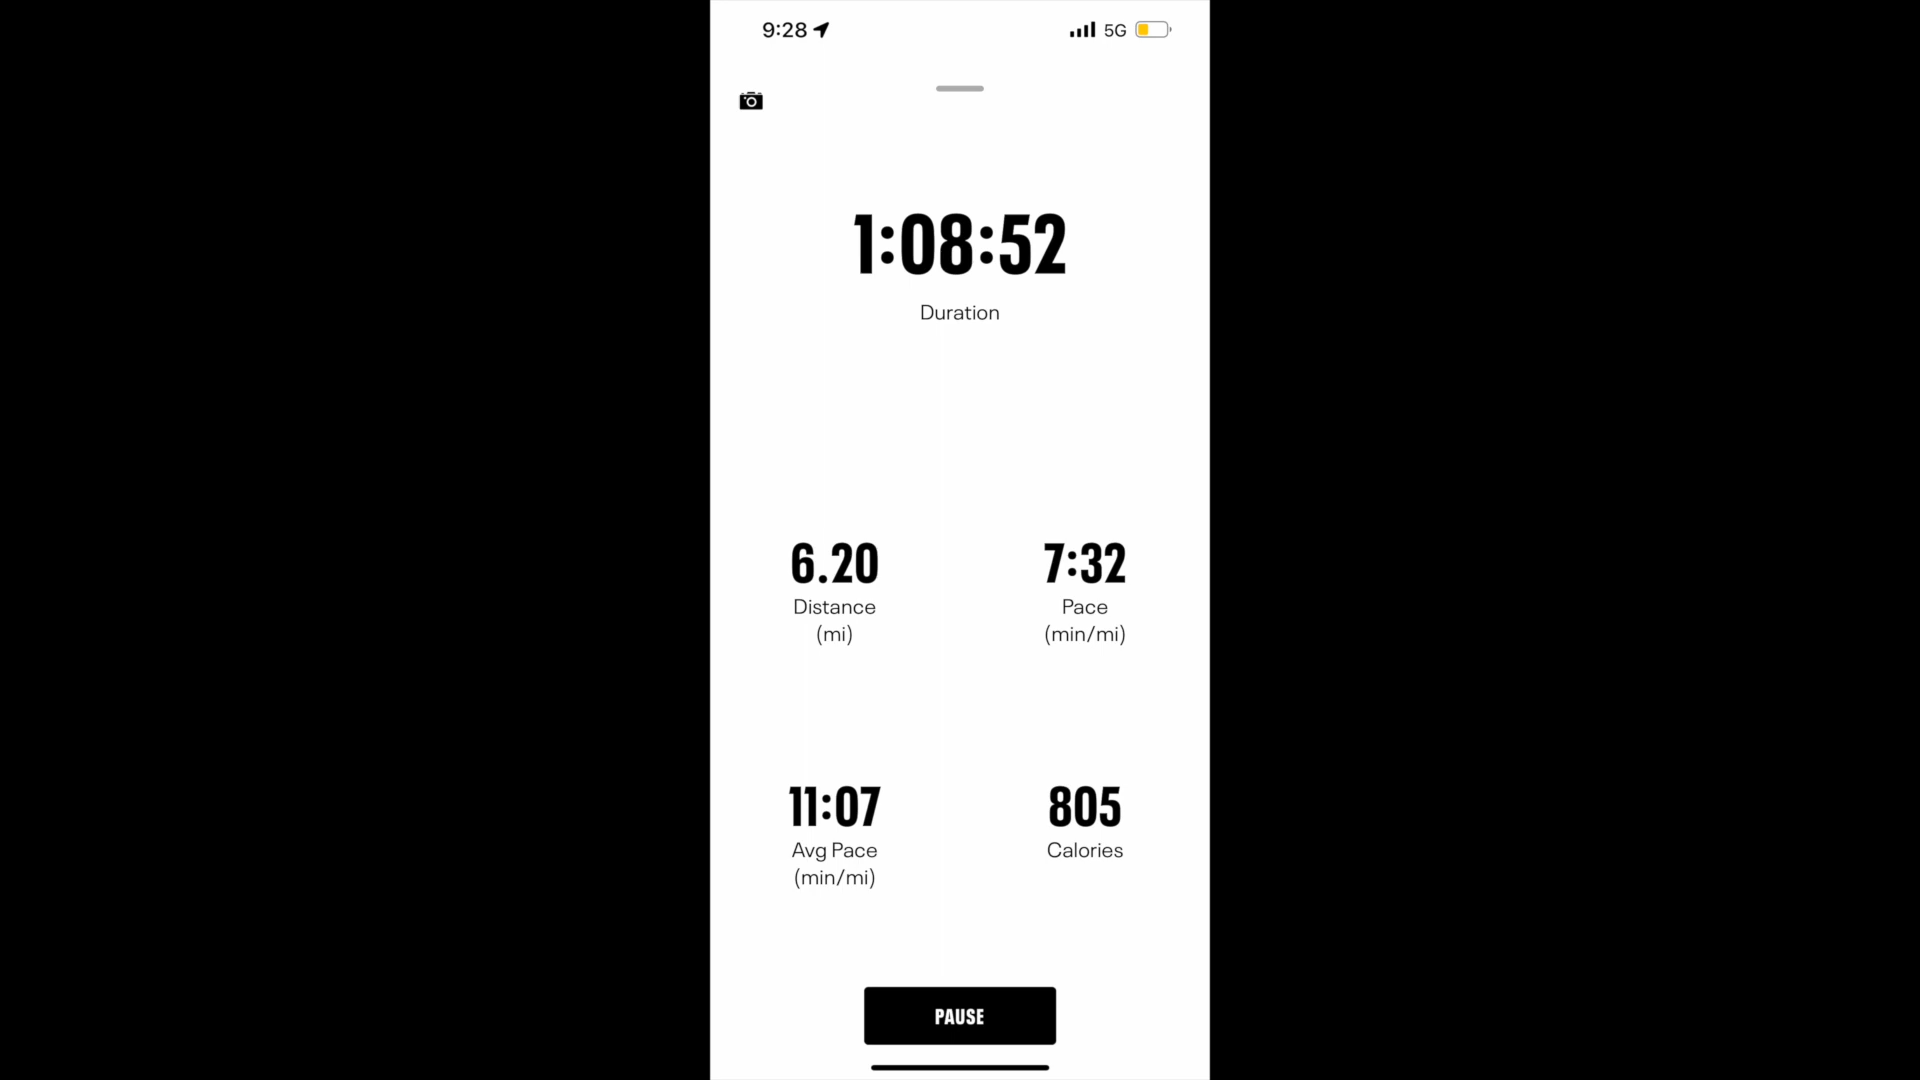 9:28
5G
1:08:52
Duration
6.20
Distance
(mi)
7:32
Pace
(min/mi)
11:07
Avg Pace
(min/mi)
805
Calories
PAUSE